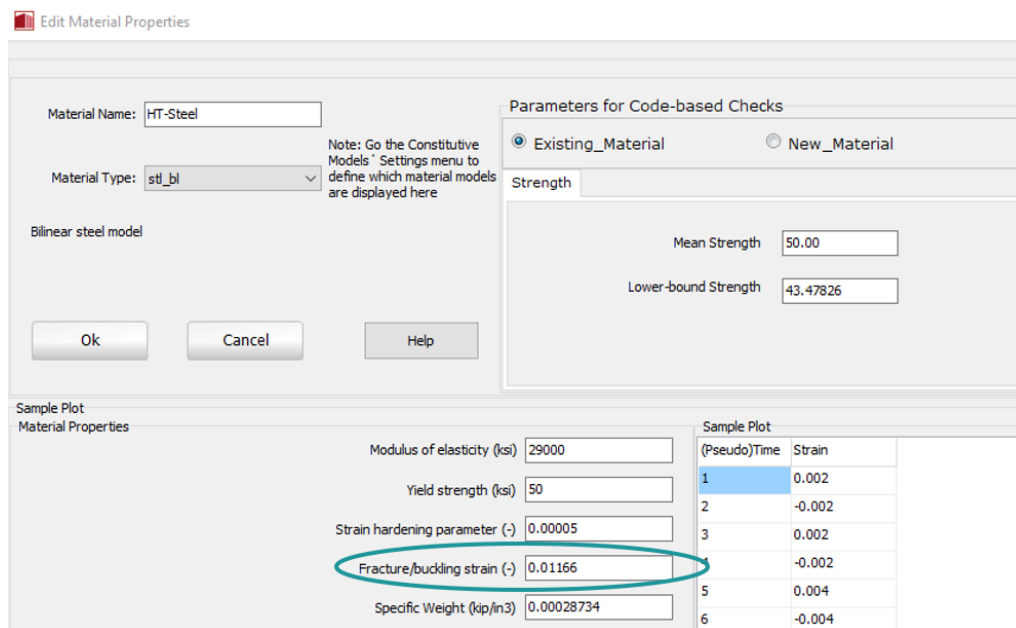 Edit Material Properties
Material Name: HT-Steel
Note: Go the Constitutive
Models´ Settings menu to
define which material models
are displayed here
Material Type: stl_bl
Bilinear steel model
Ok
Cancel
Help
Parameters for Code-based Checks
Existing_Material
New_Material
Strength
Mean Strength 50.00
Lower-bound Strength 43.47826
Sample Plot
Material Properties
Modulus of elasticity (ksi) 29000
Yield strength (ksi) 50
Strain hardening parameter (-) 0.00005
Fracture/buckling strain (-) 0.01166
Specific Weight (kip/in3) 0.00028734
Sample Plot
(Pseudo)Time Strain
1 0.002
2 -0.002
3 0.002
-0.002
5 0.004
6 -0.004